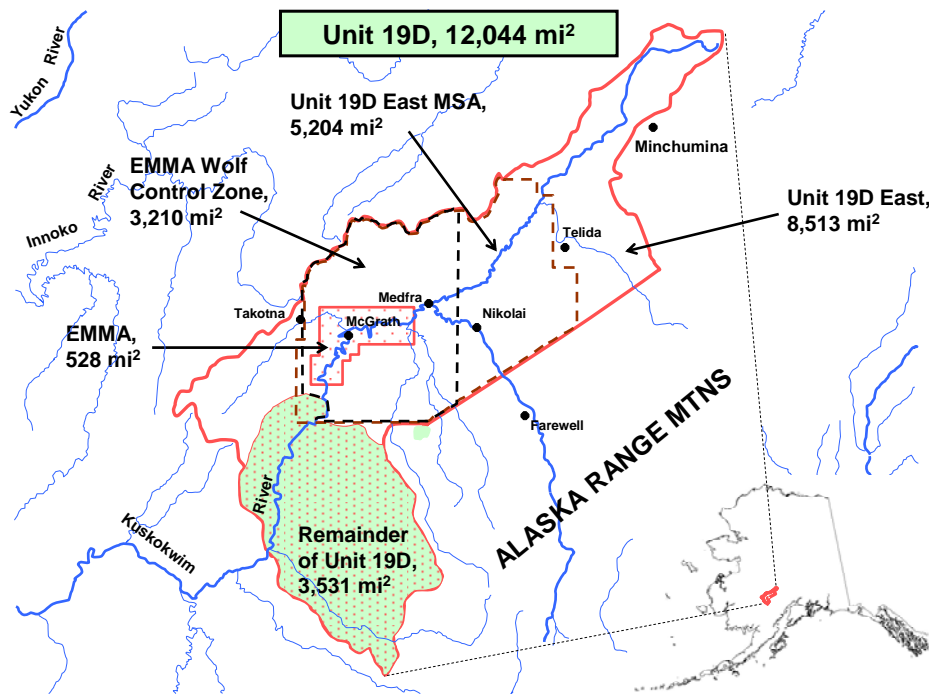 Unit 19D, 12,044 mi²
Yukon River
Unit 19D East MSA,
5,204 mi²
Minchumina
EMMA Wolf
Control Zone,
3,210 mi²
Innoko River
Unit 19D East,
8,513 mi²
Telida
Medfra
Takotna
McGrath
Nikolai
EMMA,
528 mi²
ALASKA RANGE MTNS
Farewell
River
Kuskokwim
Remainder
of Unit 19D,
3,531 mi²